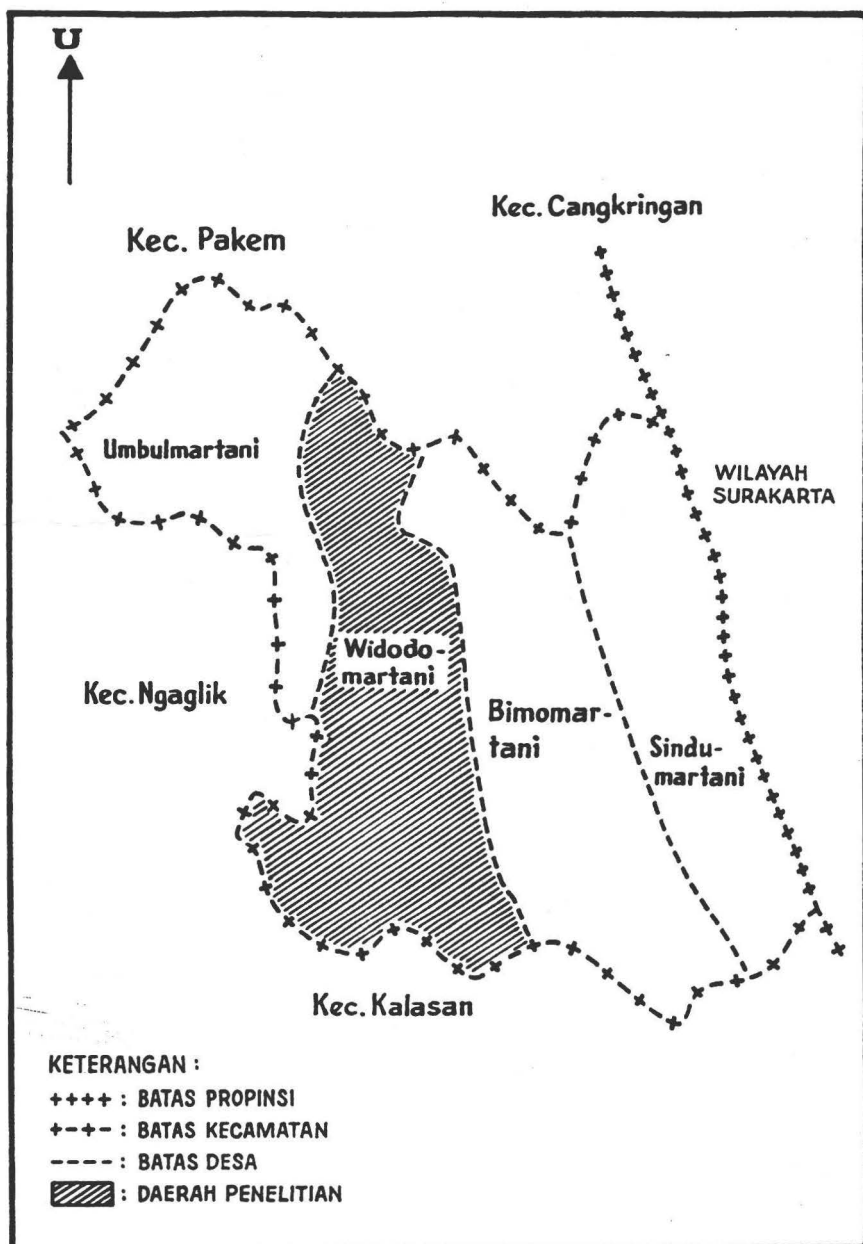 U
Kec. Cangkringan
Kec. Pakem
Umbulmartani
WILAYAH
SURAKARTA
Widodo-
martani
Kec. Ngaglik
Bimomar-
tani
Sindu-
martani
Kec. Kalasan
KETERANGAN :
++++ : BATAS PROPINSI
+-+- : BATAS KECAMATAN
----- : BATAS DESA
: DAERAH PENELITIAN